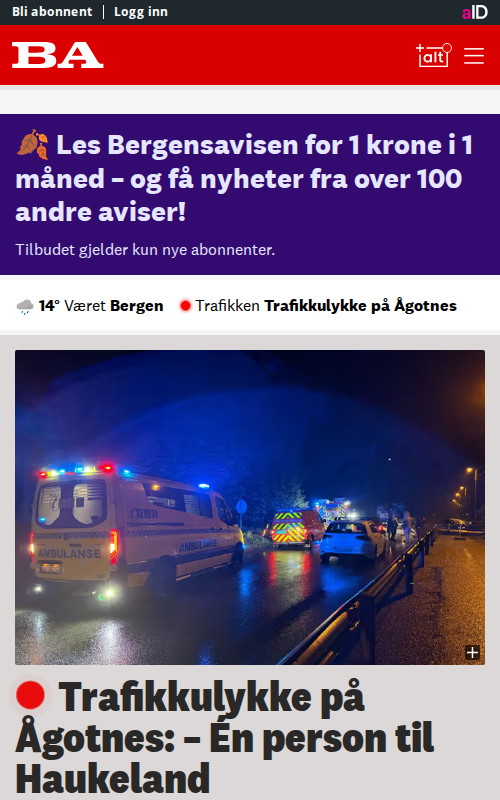 Bli abonnent | Logg inn
aID
BA
+alt
🍂 Les Bergensavisen for 1 krone i 1
måned – og få nyheter fra over 100
andre aviser!
Tilbudet gjelder kun nye abonnenter.
14° Været Bergen
Trafikken Trafikkulykke på Ågotnes
AMBULANSE
AMBULANSE
Trafikkulykke på
Ågotnes: – Én person til
Haukeland